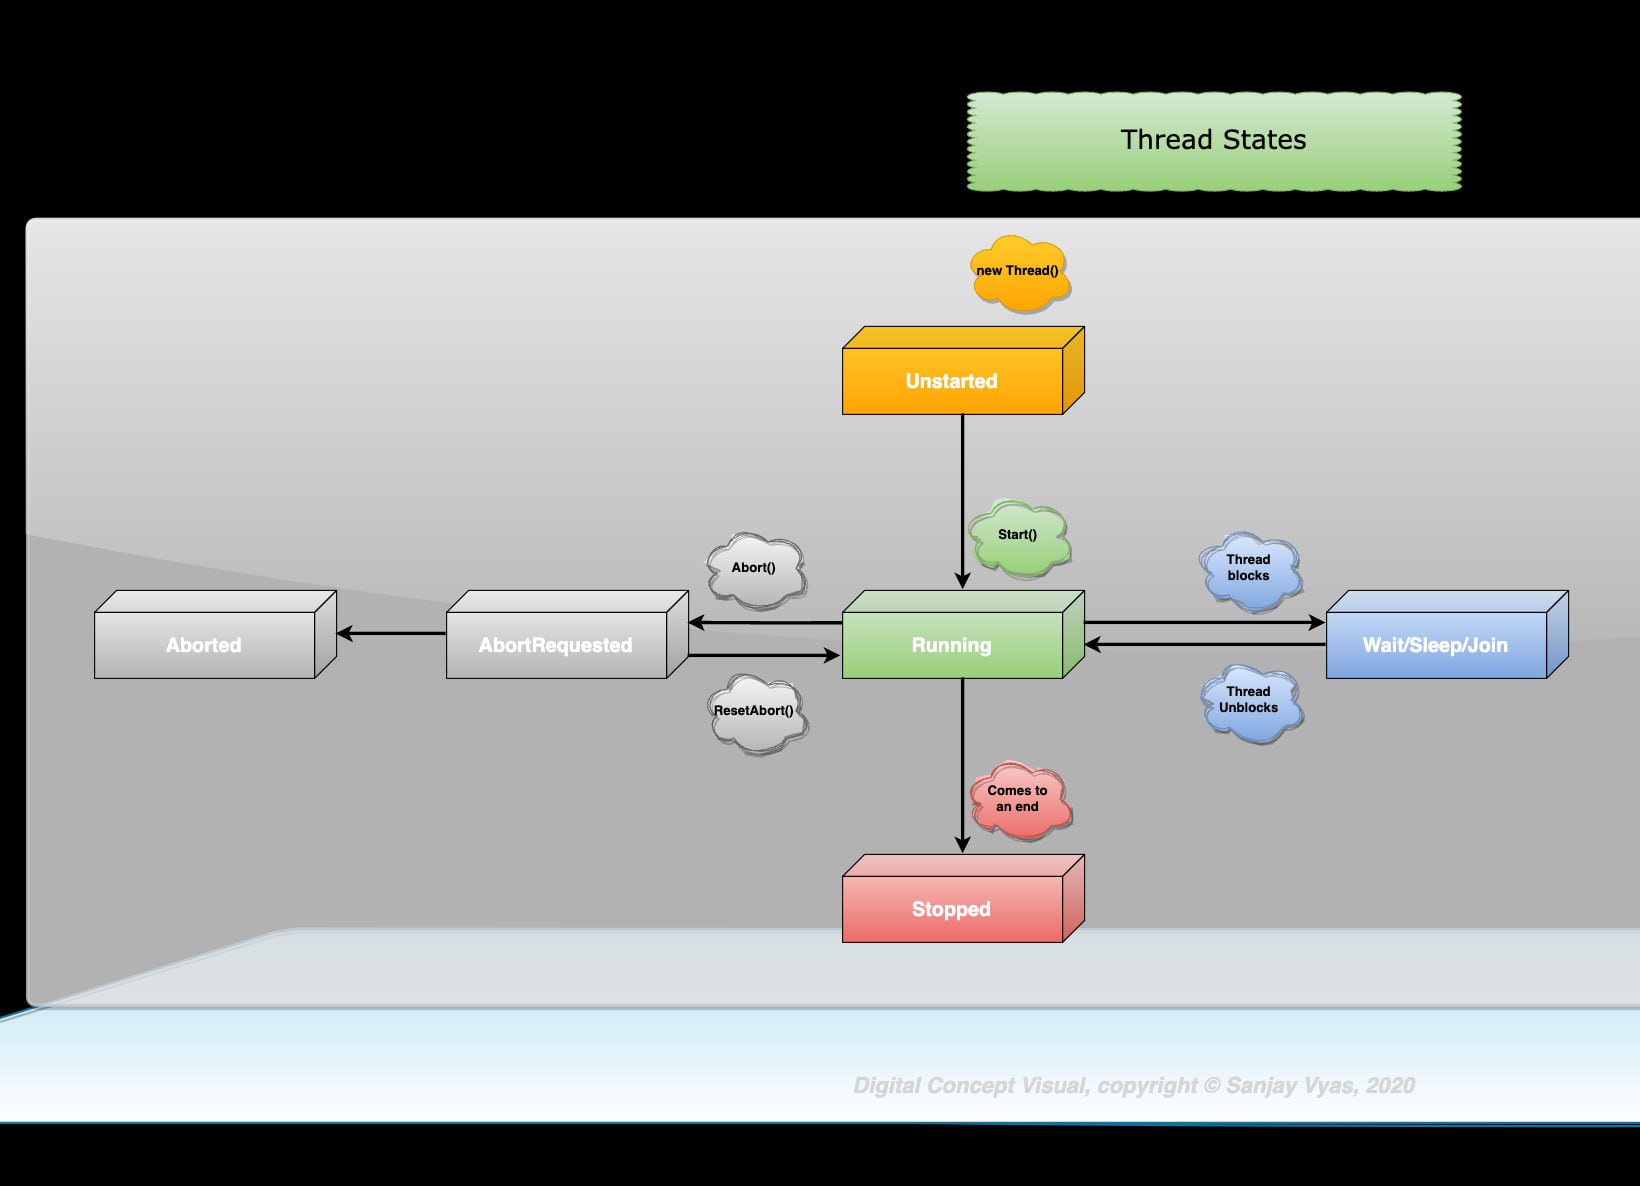 Thread States
new Thread()
Unstarted
Start()
Abort()
Thread
blocks
Aborted
AbortRequested
Running
Wait/Sleep/Join
ResetAbort()
Thread
Unblocks
Comes to
an end
Stopped
Digital Concept Visual, copyright © Sanjay Vyas, 2020